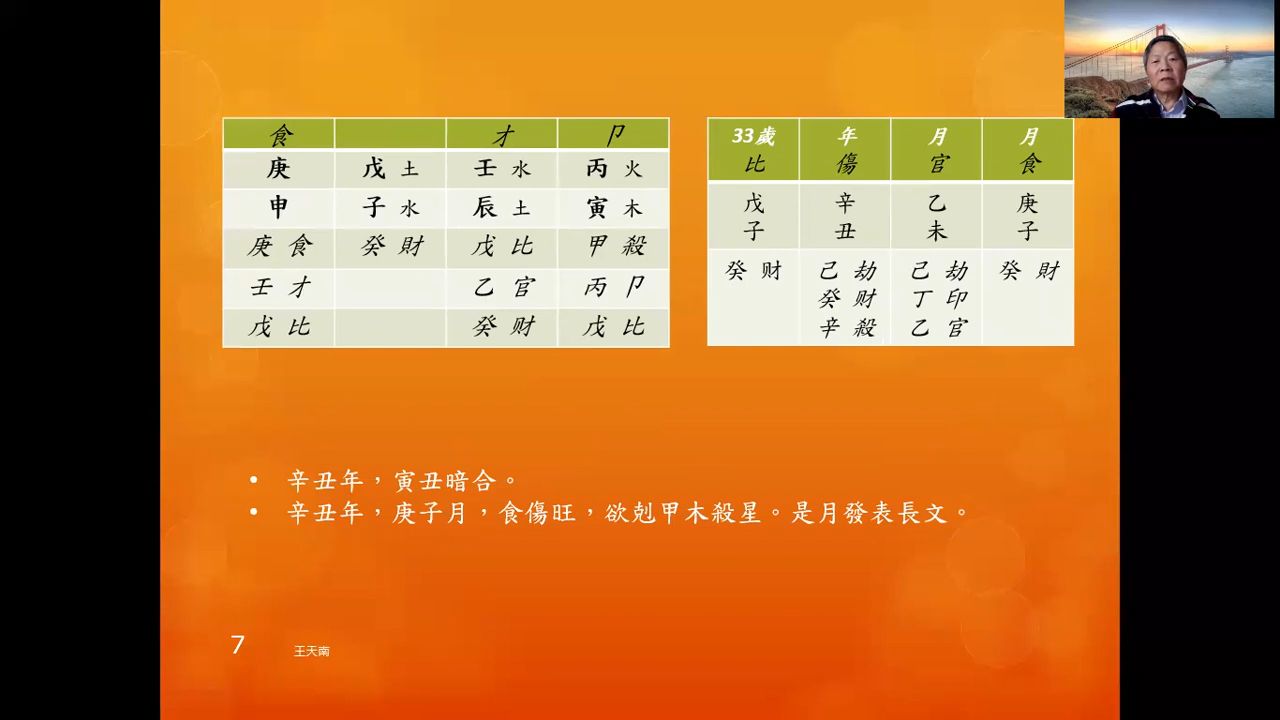 食 才 卩
庚 戊 土 壬 水 丙 火
申 子 水 辰 土 寅 木
庚 食 癸 財 戊 比 甲 殺
壬 才 乙 官 丙 卩
戊 比 癸 财 戊 比
33歲 年 月 月
比 傷 官 食
戊 辛 乙 庚
子 丑 未 子
癸 财 己 劫 己 劫 癸 財
癸 财 丁 印
辛 殺 乙 官
• 辛丑年，寅丑暗合。
• 辛丑年，庚子月，食傷旺，欲剋甲木殺星。是月發表長文。
7 王天南